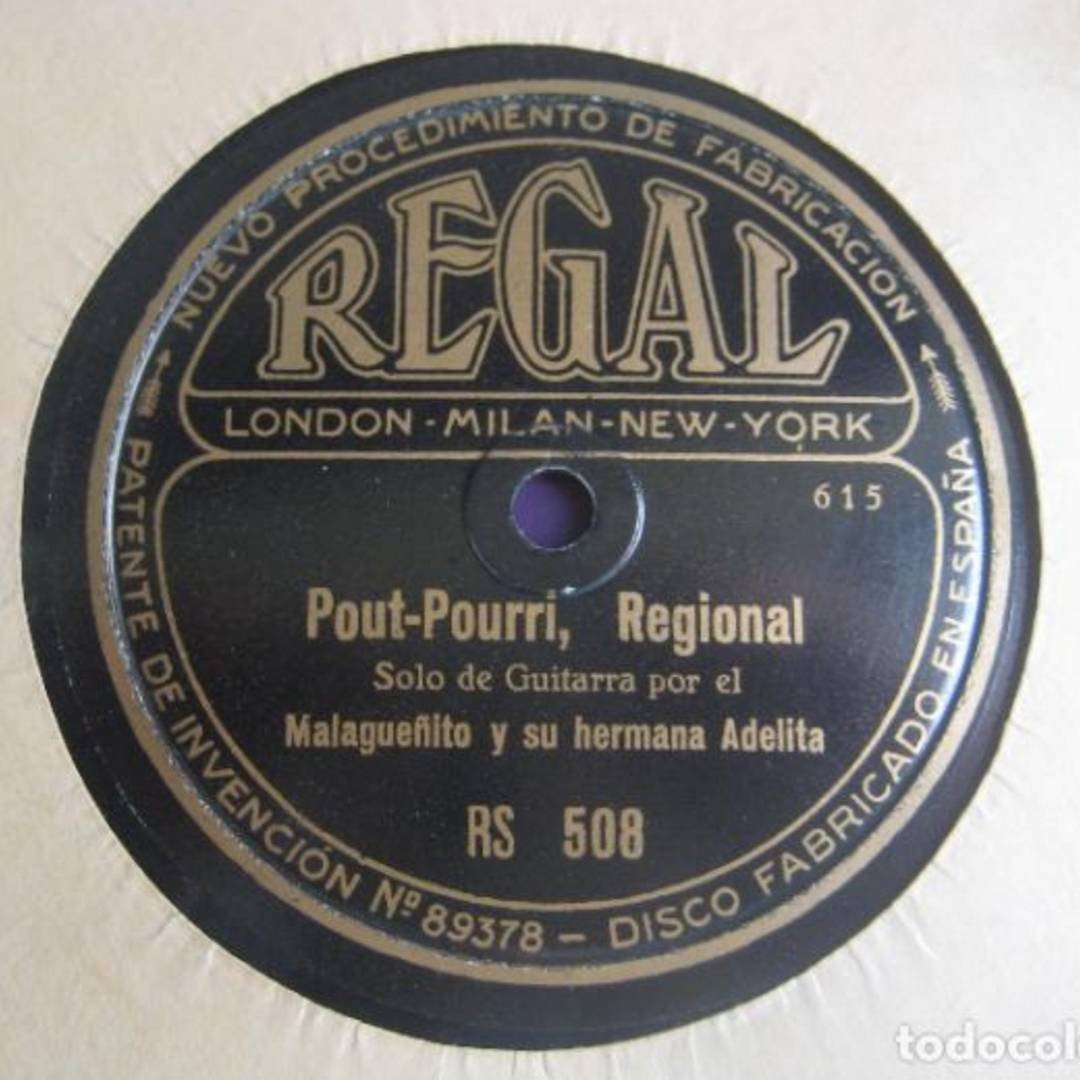 NUEVO PROCEDIMIENTO DE FABRICACION
REGAL
LONDON-MILAN-NEW-YORK
615
Pout-Pourri, Regional
Solo de Guitarra por el
Malagueñito y su hermana Adelita
RS 508
PATENTE DE INVENCIÓN Nº 89378 - DISCO FABRICADO EN ESPAÑA